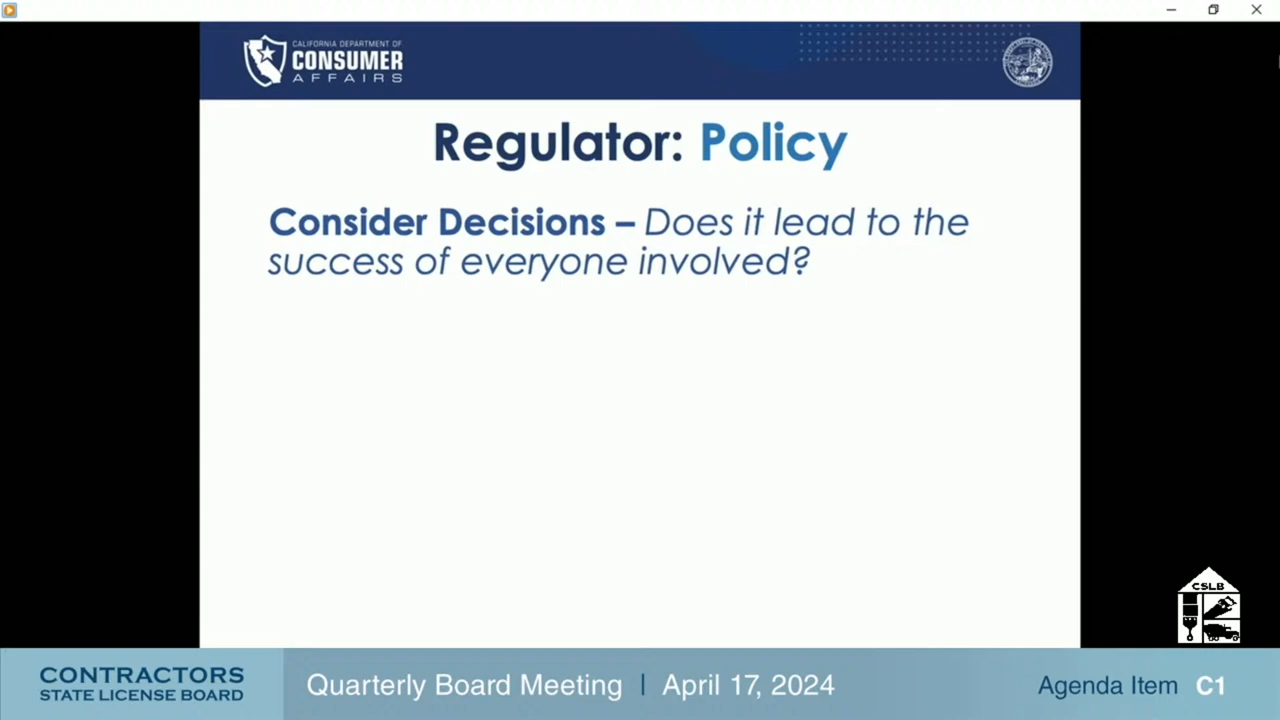 CALIFORNIA DEPARTMENT OF
CONSUMER
AFFAIRS
Regulator: Policy
Consider Decisions – Does it lead to the
success of everyone involved?
CSLB
CONTRACTORS
STATE LICENSE BOARD
Quarterly Board Meeting | April 17, 2024
Agenda Item C1